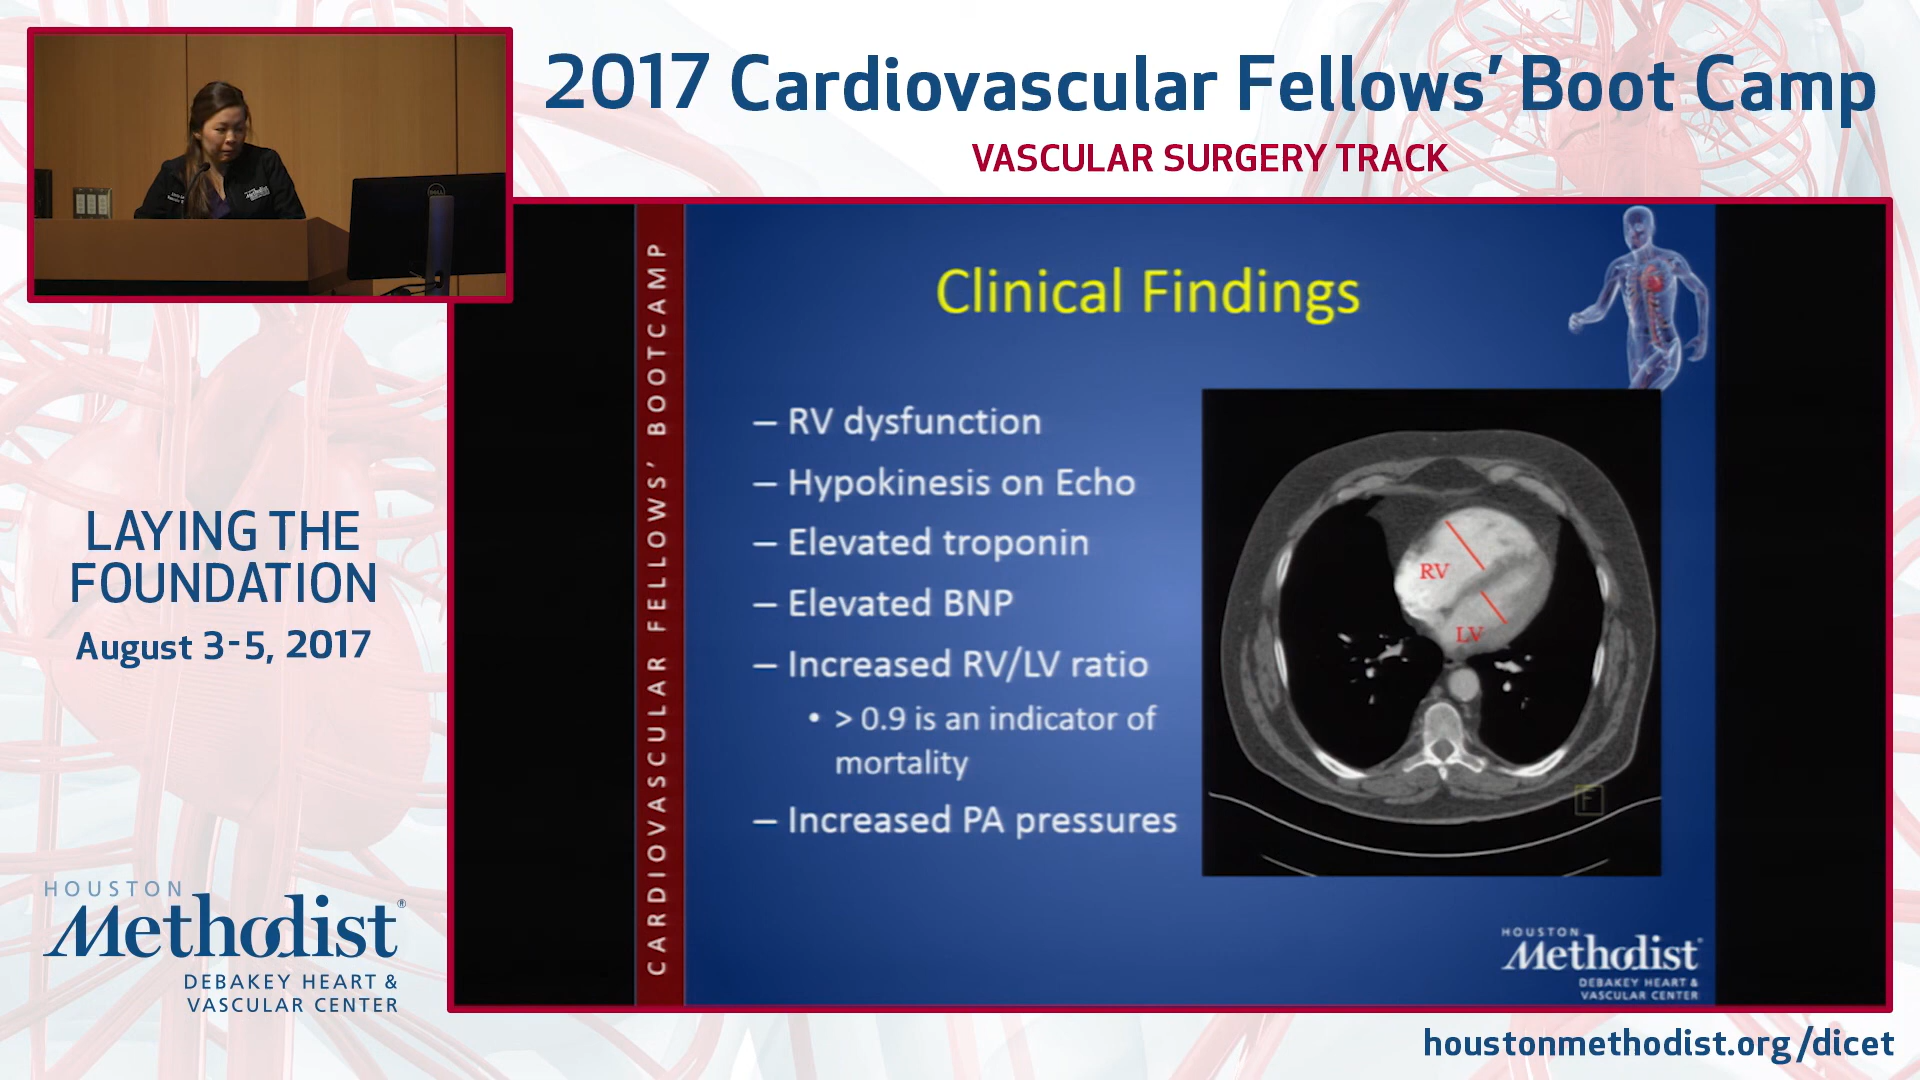 2017 Cardiovascular Fellows’ Boot Camp
VASCULAR SURGERY TRACK
DELL
Methodist
CARDIOVASCULAR FELLOWS’ BOOTCAMP
Clinical Findings
– RV dysfunction
– Hypokinesis on Echo
– Elevated troponin
– Elevated BNP
– Increased RV/LV ratio
• > 0.9 is an indicator of
mortality
– Increased PA pressures
RV
LV
F
HOUSTON
Methodist
DEBAKEY HEART &
VASCULAR CENTER
LAYING THE
FOUNDATION
August 3-5, 2017
HOUSTON
Methodist®
DEBAKEY HEART &
VASCULAR CENTER
houstonmethodist.org/dicet